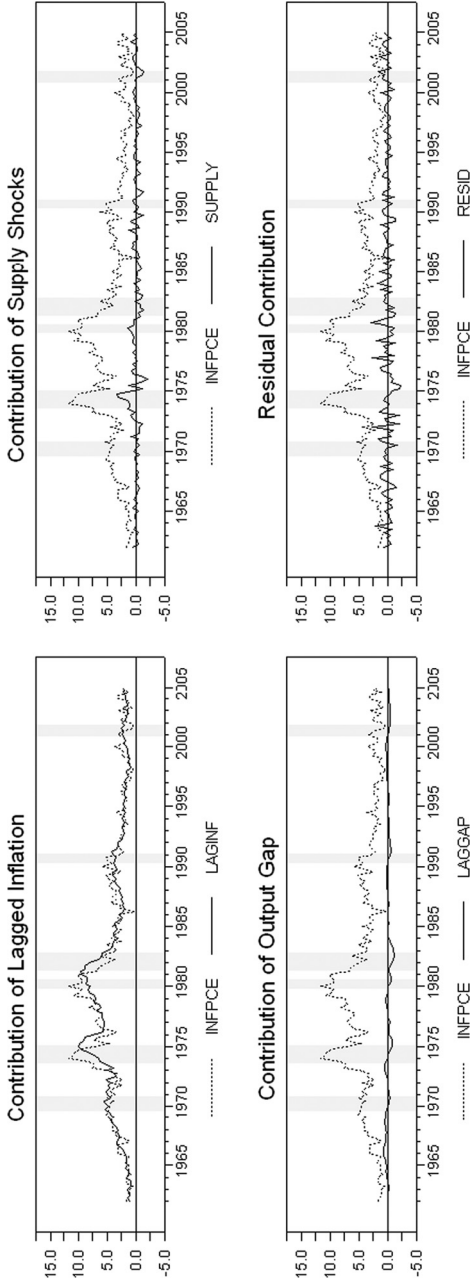 Contribution of Lagged Inflation
15.0
10.0
5.0
0.0
-5.0
1965 1970 1975 1980 1985 1990 1995 2000 2305
INFPCE LAGINF
Contribution of Supply Shocks
15.0
10.0
5.0
0.0
-5.0
1965 1970 1975 1980 1985 1990 1995 2000 2005
INFPCE SUPPLY
Contribution of Output Gap
15.0
10.0
5.0
0.0
-5.0
1965 1970 1975 1980 1985 1990 1995 2000 2305
INFPCE LAGGAP
Residual Contribution
15.0
10.0
5.0
0.0
-5.0
1965 1970 1975 1980 1985 1990 1995 2000 2005
INFPCE RESID